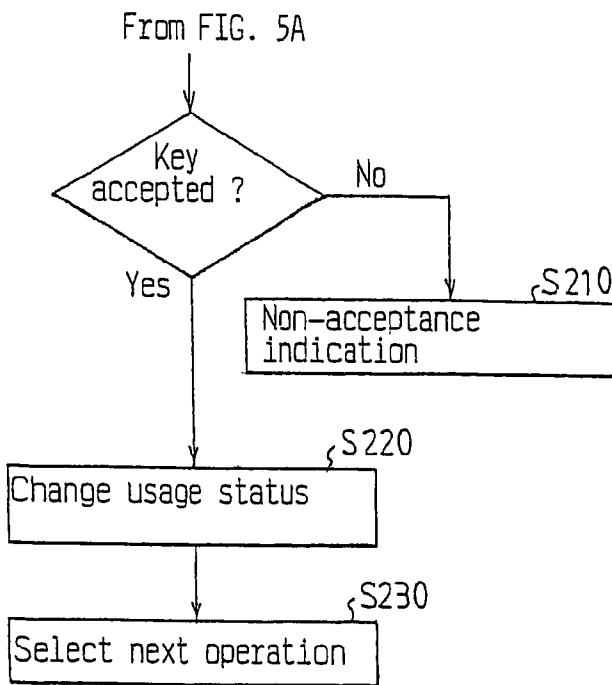 From FIG. 5A
Key
accepted ?
No
Yes
S210
Non-acceptance
indication
S220
Change usage status
S230
Select next operation